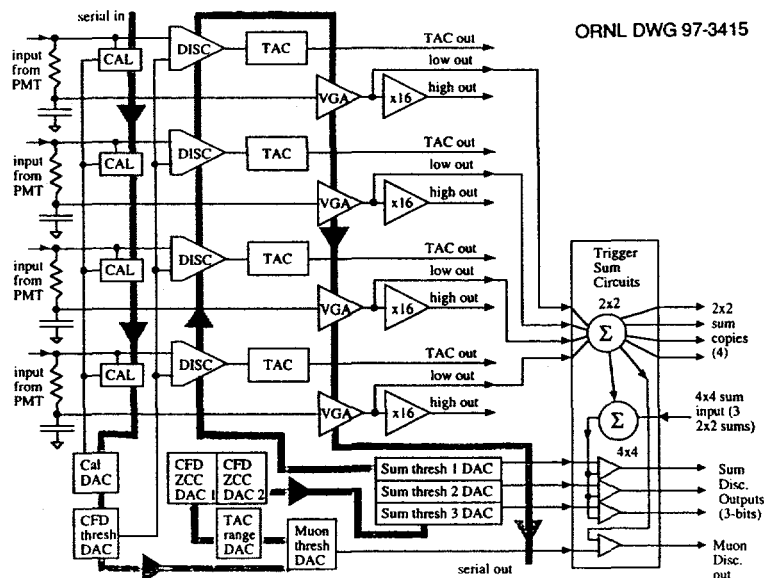 serial in
ORNL DWG 97-3415
input
from
PMT
CAL
DISC
TAC
TAC out
low out
VGA
x16
high out
input
from
PMT
CAL
DISC
TAC
TAC out
low out
VGA
x16
high out
input
from
PMT
CAL
DISC
TAC
TAC out
low out
VGA
x16
high out
input
from
PMT
CAL
DISC
TAC
TAC out
low out
VGA
x16
high out
Trigger
Sum
Circuits
2x2
Σ
2x2
sum
copies
(4)
Σ
4x4
4x4 sum
input (3
2x2 sums)
Cal
DAC
CFD
thresh
DAC
CFD
ZCC
DAC 1
CFD
ZCC
DAC 2
TAC
range
DAC
Muon
thresh
DAC
Sum thresh 1 DAC
Sum thresh 2 DAC
Sum thresh 3 DAC
Sum
Disc.
Outputs
(3-bits)
Muon
Disc.
out
serial out